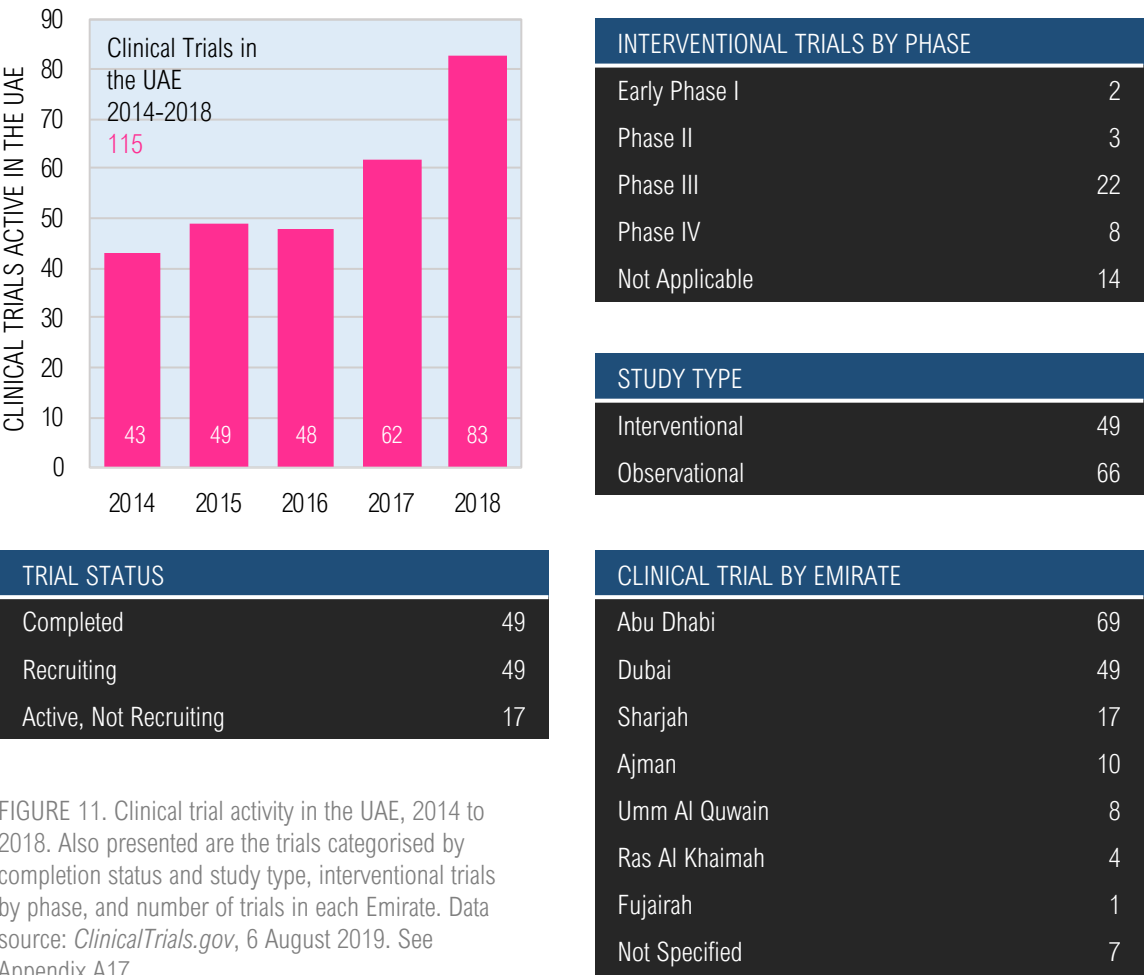 CLINICAL TRIALS ACTIVE IN THE UAE
90
80
70
60
50
40
30
20
10
0
Clinical Trials in
the UAE
2014-2018
115
43 49 48 62 83
2014 2015 2016 2017 2018
INTERVENTIONAL TRIALS BY PHASE
Early Phase I 2
Phase II 3
Phase III 22
Phase IV 8
Not Applicable 14
STUDY TYPE
Interventional 49
Observational 66
TRIAL STATUS
Completed 49
Recruiting 49
Active, Not Recruiting 17
CLINICAL TRIAL BY EMIRATE
Abu Dhabi 69
Dubai 49
Sharjah 17
Ajman 10
Umm Al Quwain 8
Ras Al Khaimah 4
Fujairah 1
Not Specified 7
FIGURE 11. Clinical trial activity in the UAE, 2014 to
2018. Also presented are the trials categorised by
completion status and study type, interventional trials
by phase, and number of trials in each Emirate. Data
source: ClinicalTrials.gov, 6 August 2019. See
Appendix A17